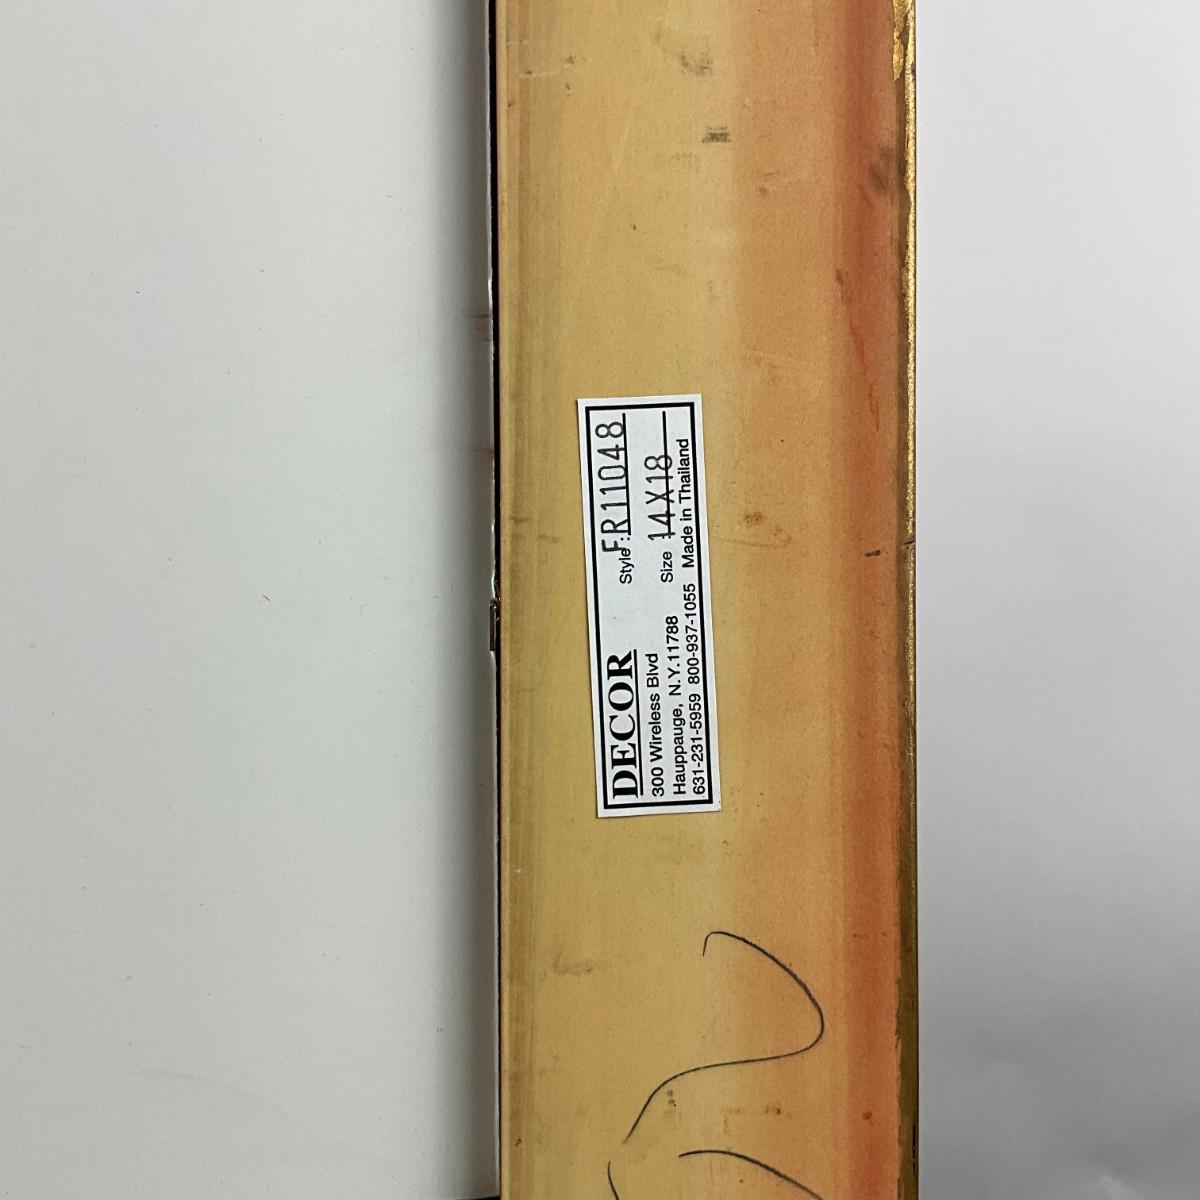 DECOR Style: FR11048
300 Wireless Blvd
Hauppauge, N.Y.11788 Size 14X18
631-231-5959 800-937-1055 Made in Thailand